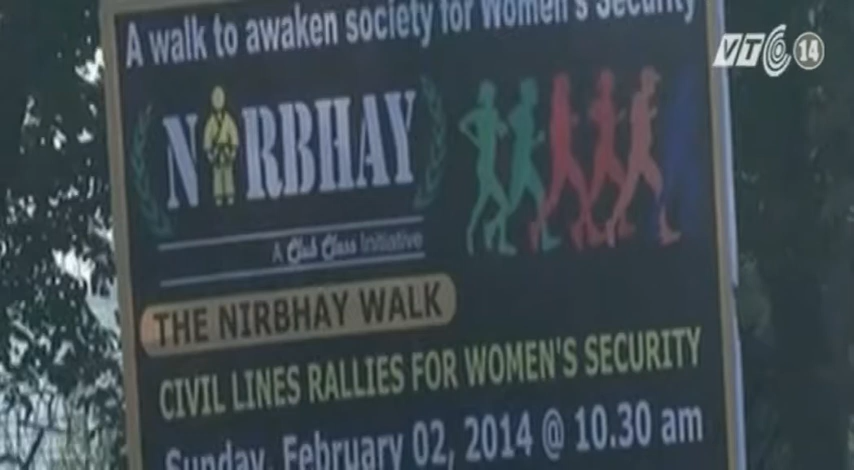 A walk to awaken society for Women's Security
VTC 14
NIRBHAY
A Club Class Initiative
THE NIRBHAY WALK
CIVIL LINES RALLIES FOR WOMEN'S SECURITY
Sunday, February 02, 2014 @ 10.30 am